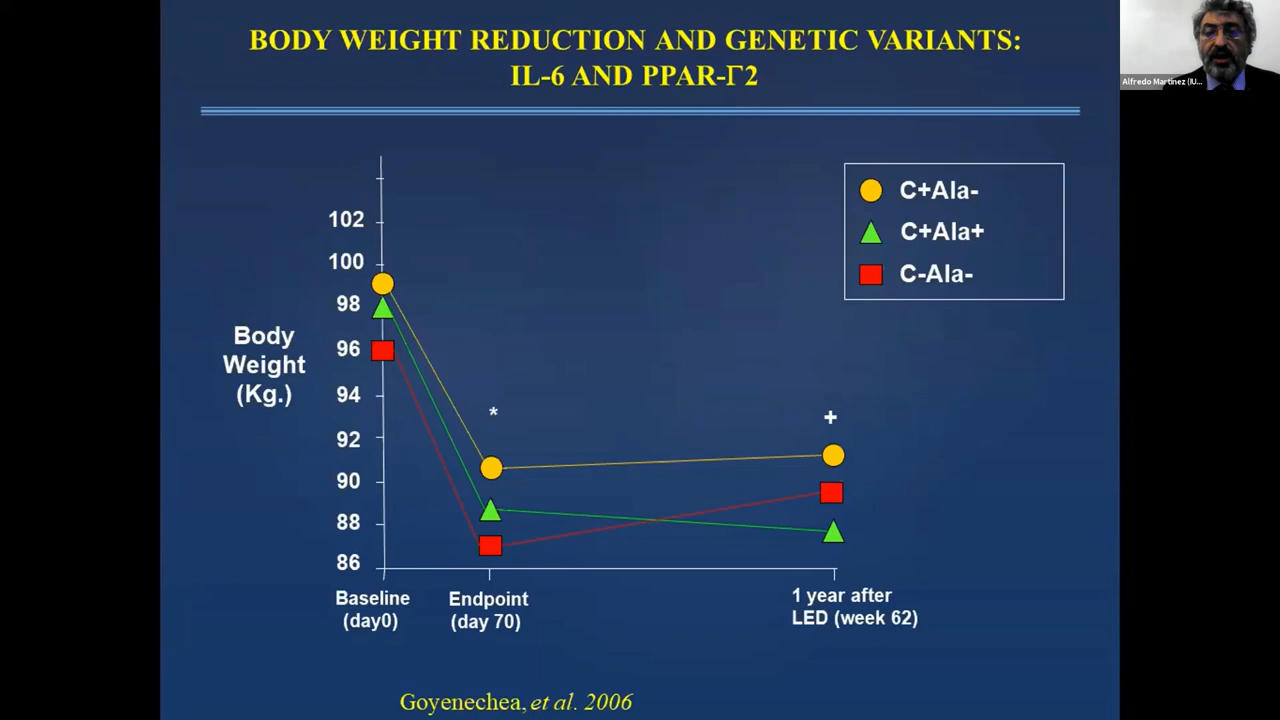 BODY WEIGHT REDUCTION AND GENETIC VARIANTS:
IL-6 AND PPAR-Γ2
Alfredo Martinez (IU...
C+Ala-
C+Ala+
C-Ala-
102
100
98
96
94
92
90
88
86
Body
Weight
(Kg.)
*
+
Baseline
(day0)
Endpoint
(day 70)
1 year after
LED (week 62)
Goyenechea, et al. 2006